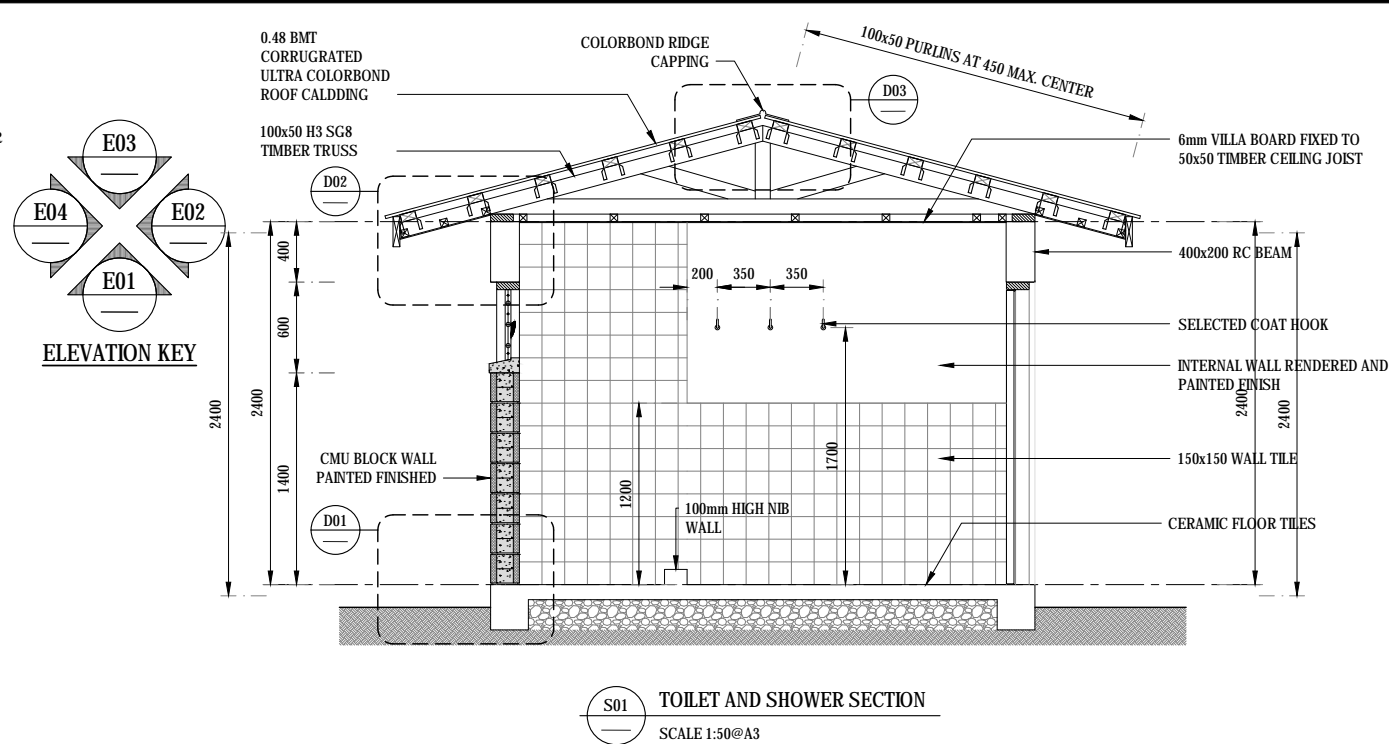 0.48 BMT
CORRUGRATED
ULTRA COLORBOND
ROOF CALDDING
100x50 H3 SG8
TIMBER TRUSS
COLORBOND RIDGE
CAPPING
100x50 PURLINS AT 450 MAX. CENTER
D03
6mm VILLA BOARD FIXED TO
50x50 TIMBER CEILING JOIST
E03
E04
E02
E01
ELEVATION KEY
D02
400
600
1400
2400
2400
200
350
350
400x200 RC BEAM
SELECTED COAT HOOK
INTERNAL WALL RENDERED AND
PAINTED FINISH
2400
2400
CMU BLOCK WALL
PAINTED FINISHED
1200
1700
150x150 WALL TILE
D01
100mm HIGH NIB
WALL
CERAMIC FLOOR TILES
S01
TOILET AND SHOWER SECTION
SCALE 1:50@A3